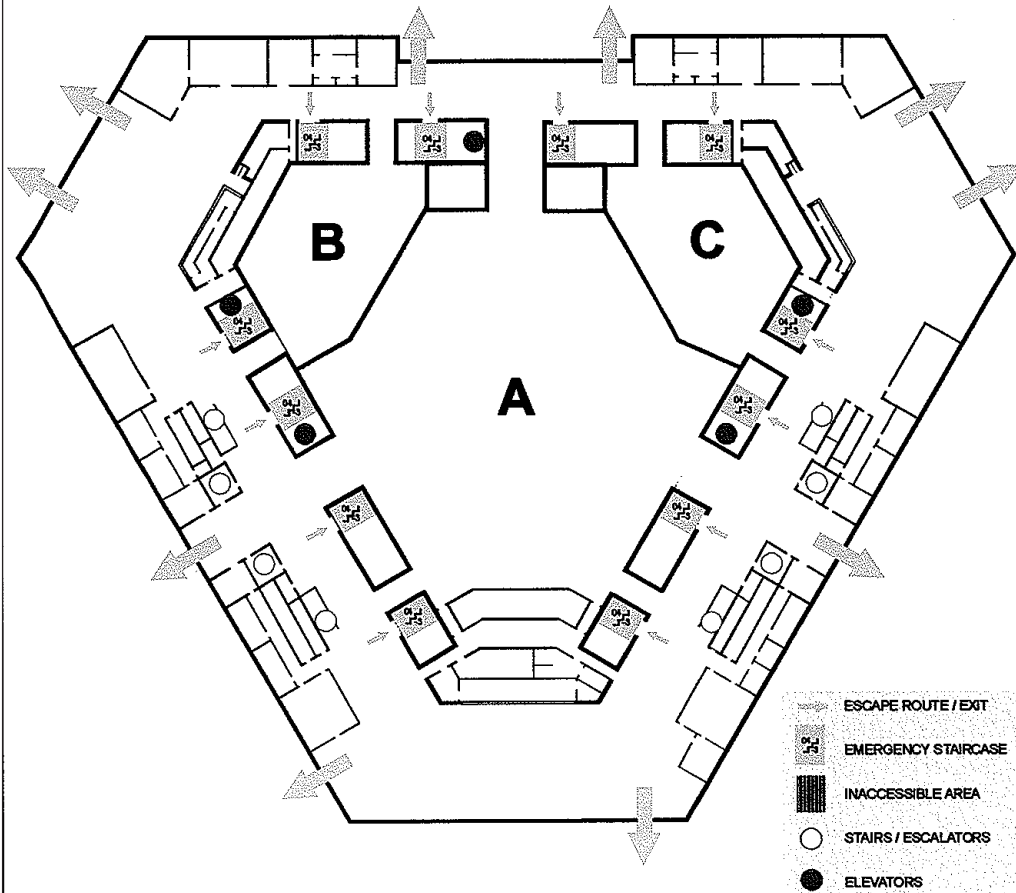 B
C
A
ESCAPE ROUTE / EXIT
EMERGENCY STAIRCASE
INACCESSIBLE AREA
STAIRS / ESCALATORS
ELEVATORS